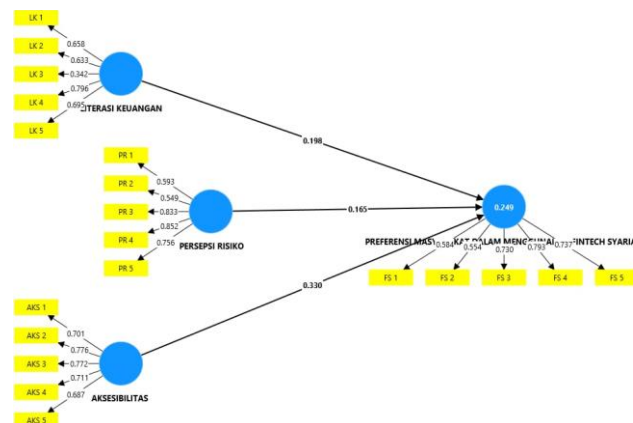 LK 1
LK 2
LK 3
LK 4
LK 5
0.658
0.633
0.342
0.796
0.695
LITERASI KEUANGAN
0.198
PR 1
PR 2
PR 3
PR 4
PR 5
0.593
0.549
0.833
0.852
0.756
PERSEPSI RISIKO
0.165
AKS 1
AKS 2
AKS 3
AKS 4
AKS 5
0.701
0.776
0.772
0.711
0.687
AKSESIBILITAS
0.330
0.249
PREFERENSI DALAM FINTECH
0.584
0.554
0.730
0.793
0.737
FS 1
FS 2
FS 3
FS 4
FS 5